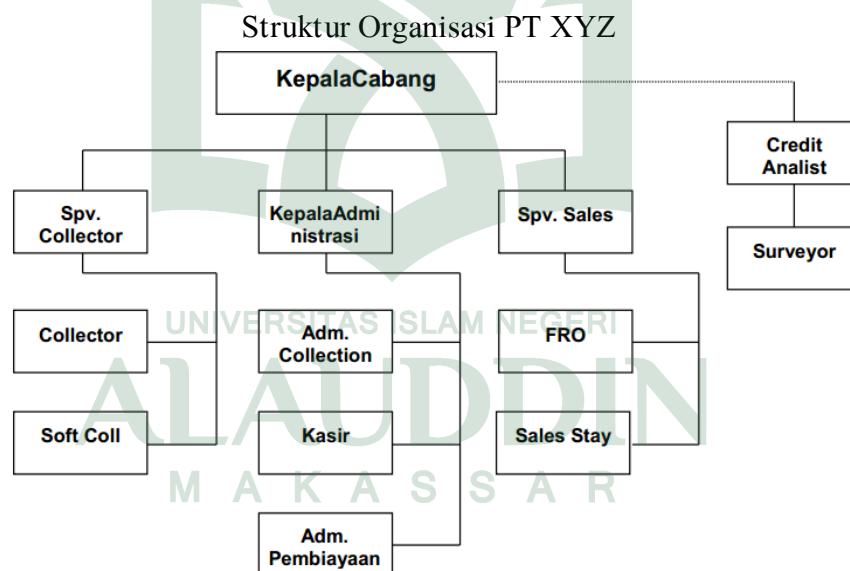 Struktur Organisasi PT XYZ
KepalaCabang
Credit
Analist
Spv.
Collector
KepalaAdmi
nistrasi
Spv. Sales
Surveyor
UNIVERSITAS ISLAM NEGERI
Collector
Adm.
Collection
FRO
ALAUDDIN
Soft Coll
Kasir
Sales Stay
MAKASSAR
Adm.
Pembiayaan